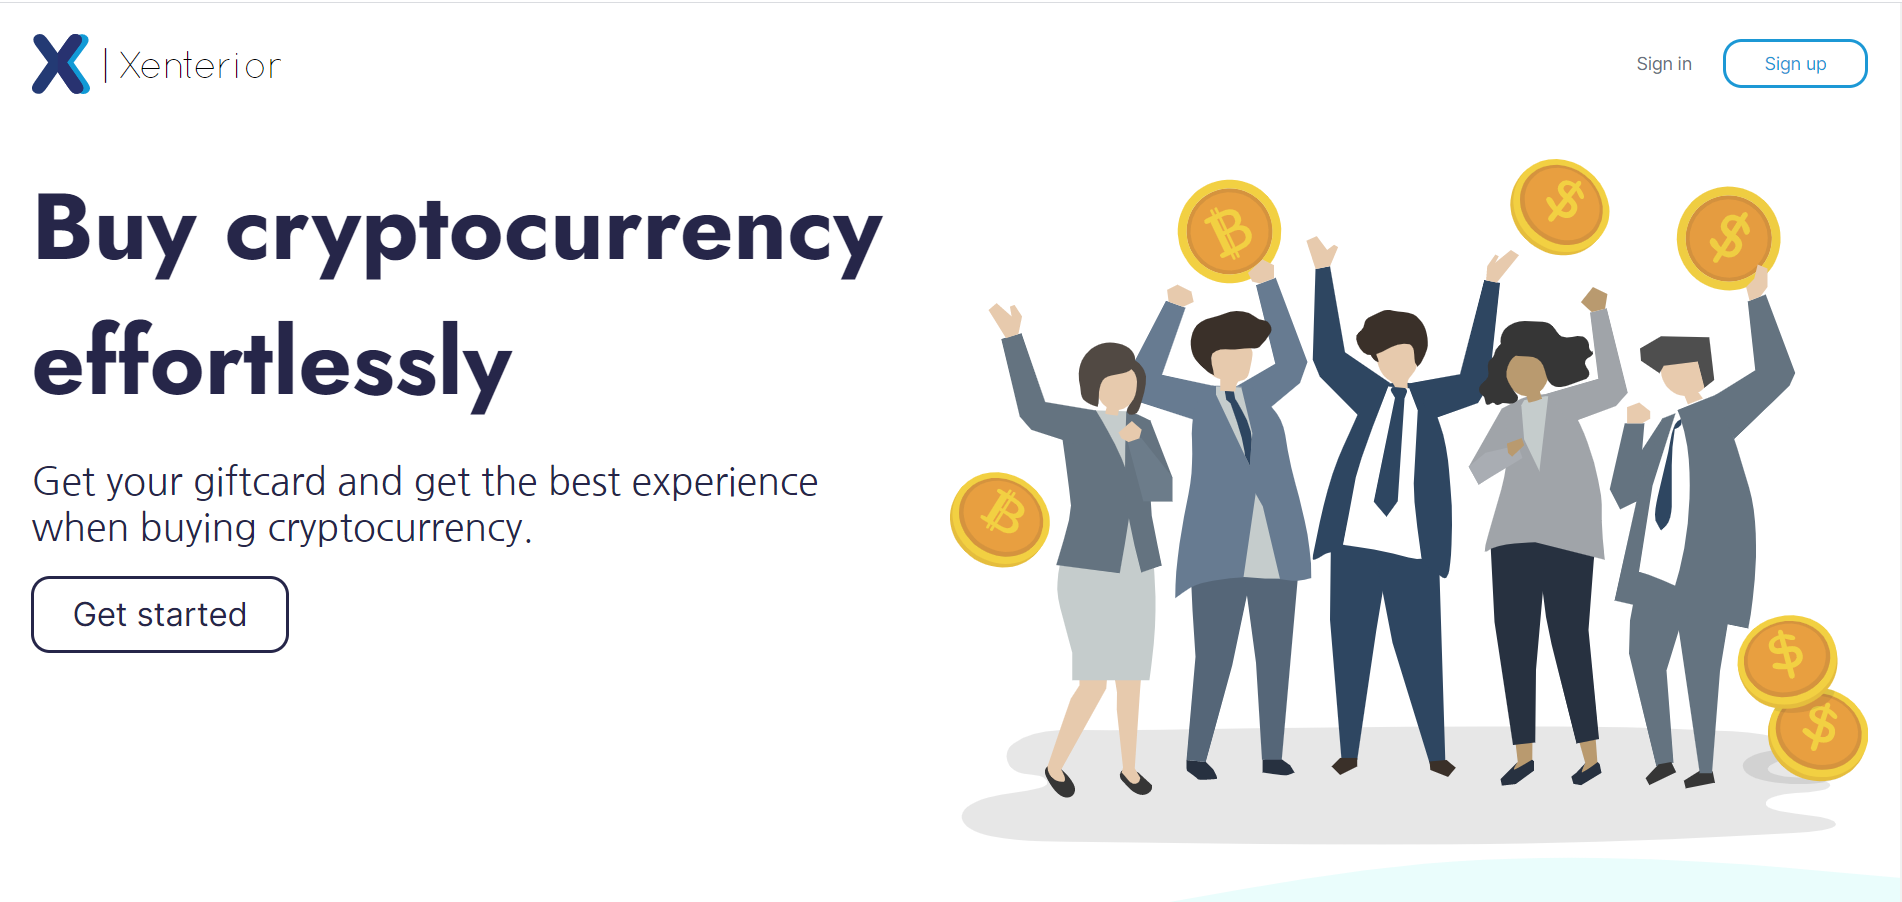 X | Xenterior
Sign in
Sign up
Buy cryptocurrency
effortlessly
Get your giftcard and get the best experience
when buying cryptocurrency.
Get started